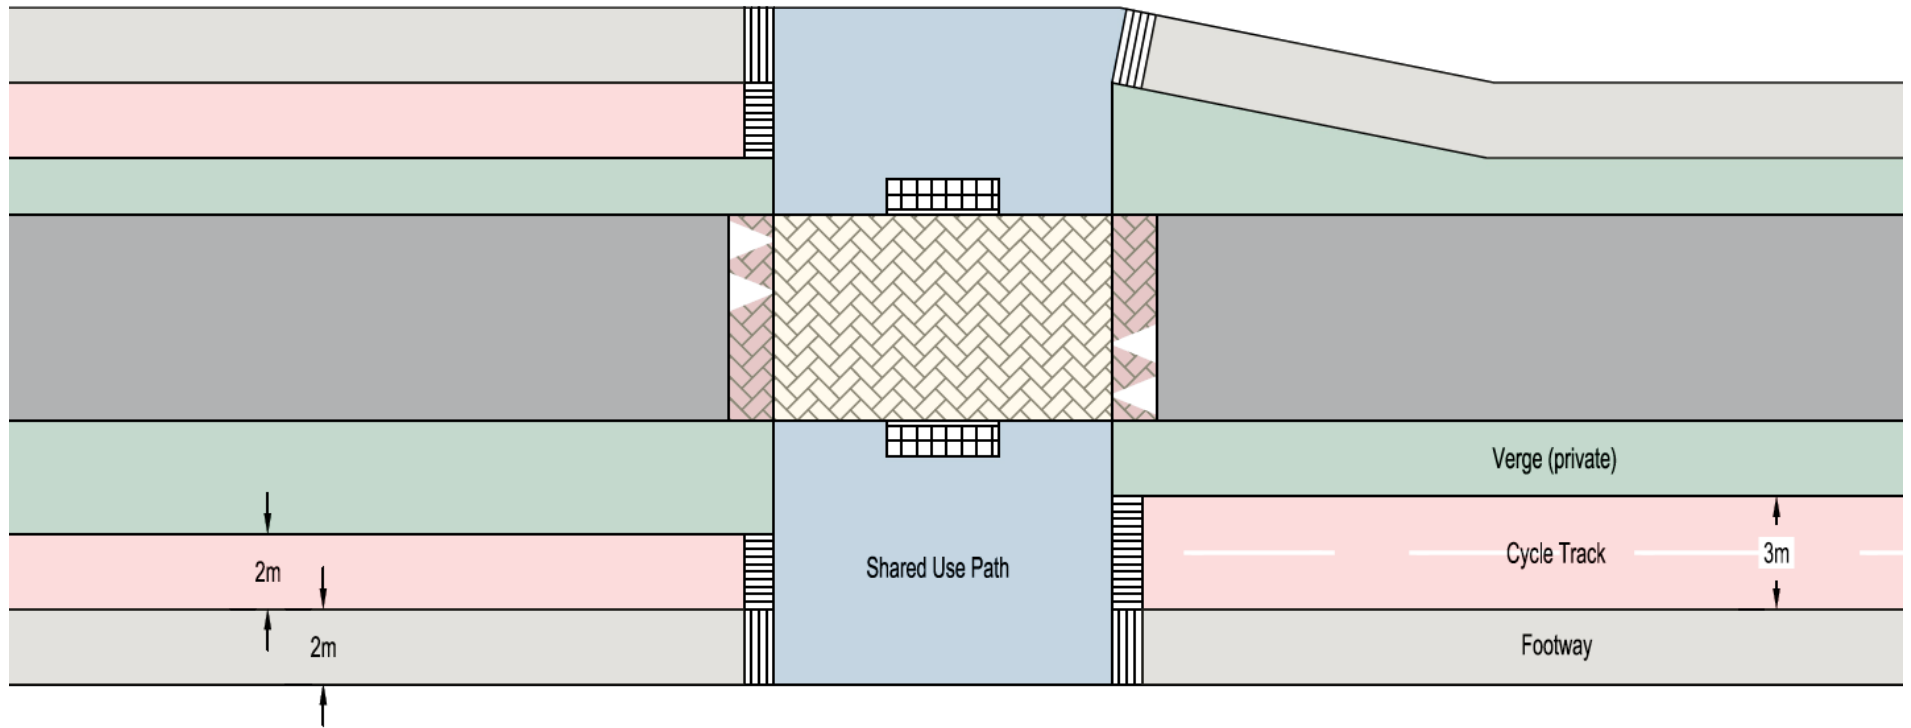 Verge (private)
Shared Use Path
Cycle Track
3m
2m
2m
Footway